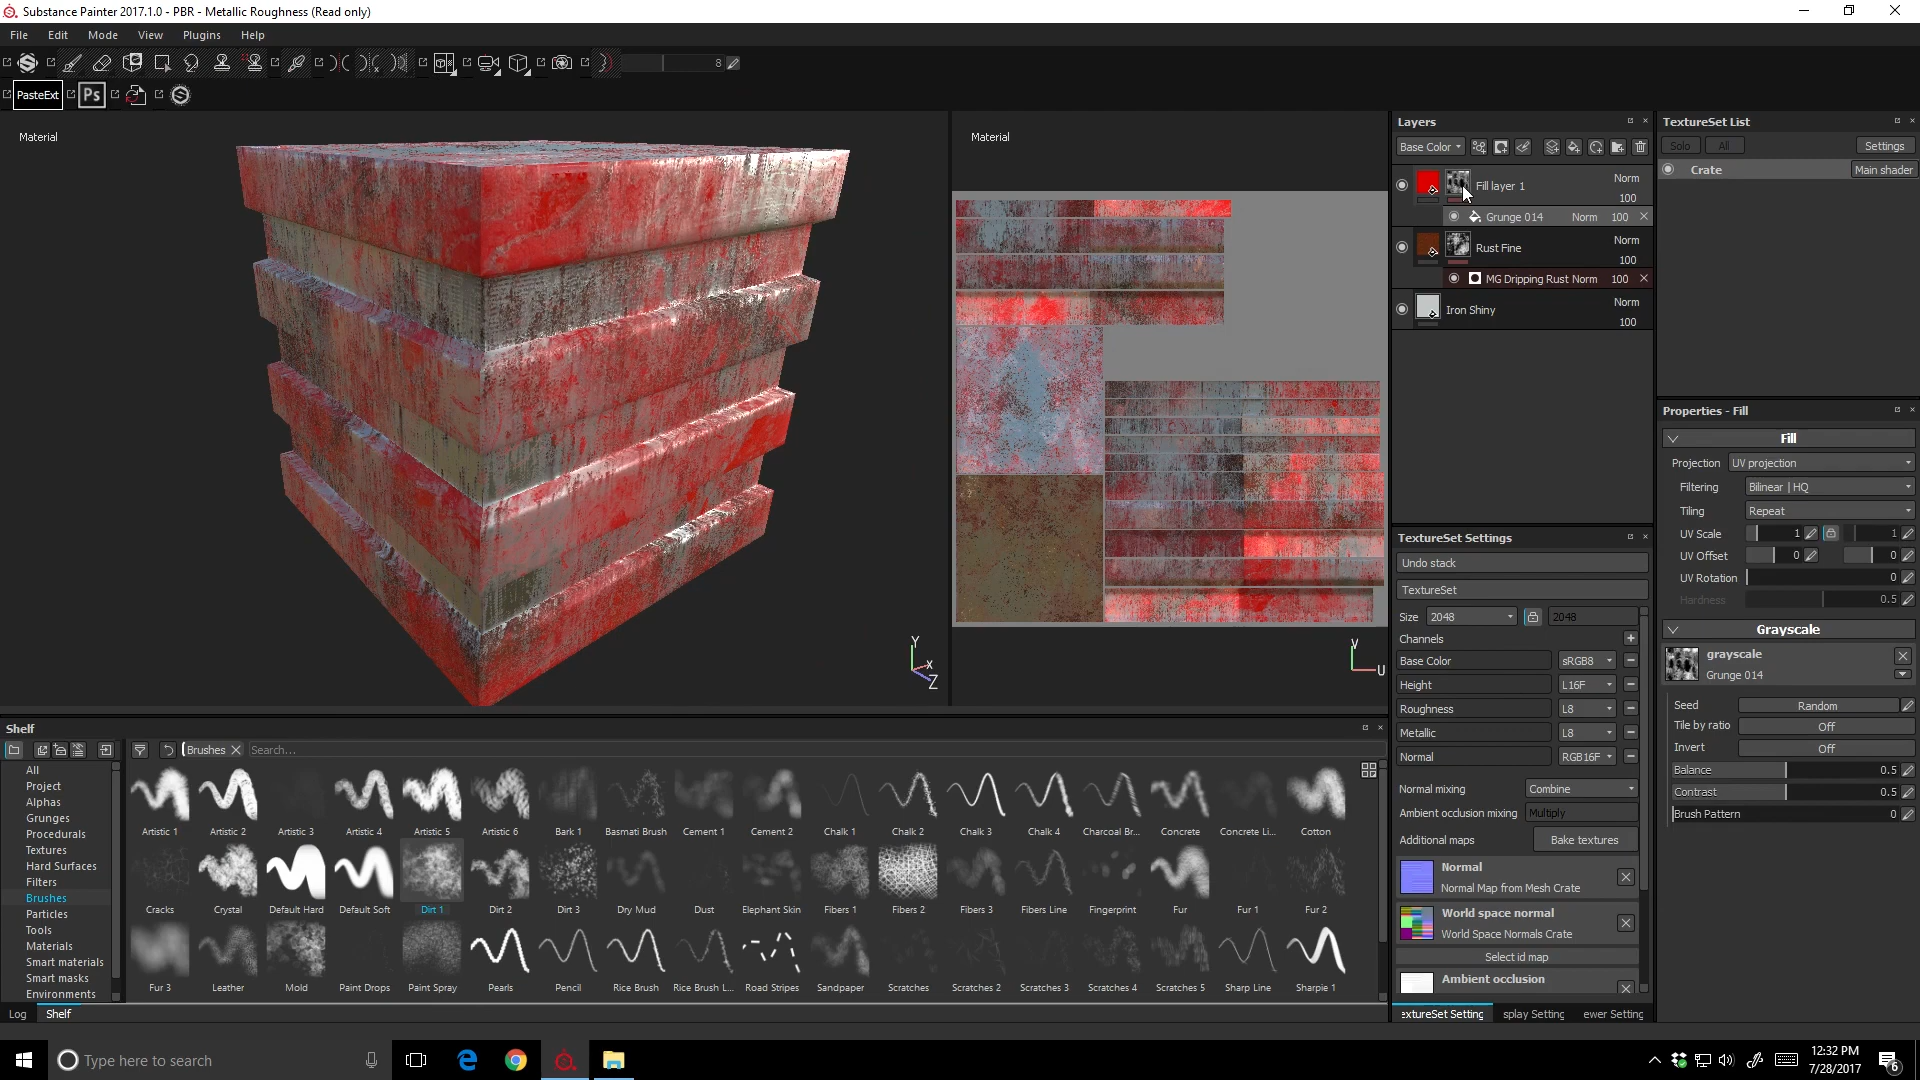 Substance Painter 2017.1.0 - PBR - Metallic Roughness (Read only)
File Edit Mode View Plugins Help
8
PasteExt Ps
Material
Material
Layers
Base Color
Fill layer 1 Norm
100
Grunge 014 Norm 100
Rust Fine Norm
100
MG Dripping Rust Norm 100
Iron Shiny Norm
100
TextureSet List
Solo All Settings
Crate Main shader
Properties - Fill
Fill
Projection UV projection
Filtering Bilinear | HQ
Tiling Repeat
UV Scale 1 1
UV Offset 0 0
UV Rotation 0
Hardness 0.5
Grayscale
grayscale
Grunge 014
Seed Random
Tile by ratio Off
Invert Off
Balance 0.5
Contrast 0.5
Brush Pattern 0
TextureSet Settings
Undo stack
TextureSet
Size 2048 2048
Channels
Base Color sRGB8
Height L16F
Roughness L8
Metallic L8
Normal RGB16F
Normal mixing Combine
Ambient occlusion mixing Multiply
Additional maps Bake textures
Normal
Normal Map from Mesh Crate
World space normal
World Space Normals Crate
Select id map
Ambient occlusion
extureSet Setting splay Setting ewer Setting
Y
X
Z
V
U
Shelf
Brushes Search...
All
Project
Alphas
Grunges
Procedurals
Textures
Hard Surfaces
Filters
Brushes
Particles
Tools
Materials
Smart materials
Smart masks
Environments
Artistic 1 Artistic 2 Artistic 3 Artistic 4 Artistic 5 Artistic 6 Bark 1 Basmati Brush Cement 1 Cement 2 Chalk 1 Chalk 2 Chalk 3 Chalk 4 Charcoal Br... Concrete Concrete Li... Cotton
Cracks Crystal Default Hard Default Soft Dirt 1 Dirt 2 Dirt 3 Dry Mud Dust Elephant Skin Fibers 1 Fibers 2 Fibers 3 Fibers Line Fingerprint Fur Fur 1 Fur 2
Fur 3 Leather Mold Paint Drops Paint Spray Pearls Pencil Rice Brush Rice Brush L... Road Stripes Sandpaper Scratches Scratches 2 Scratches 3 Scratches 4 Scratches 5 Sharp Line Sharpie 1
Log Shelf
Type here to search
12:32 PM
7/28/2017
6